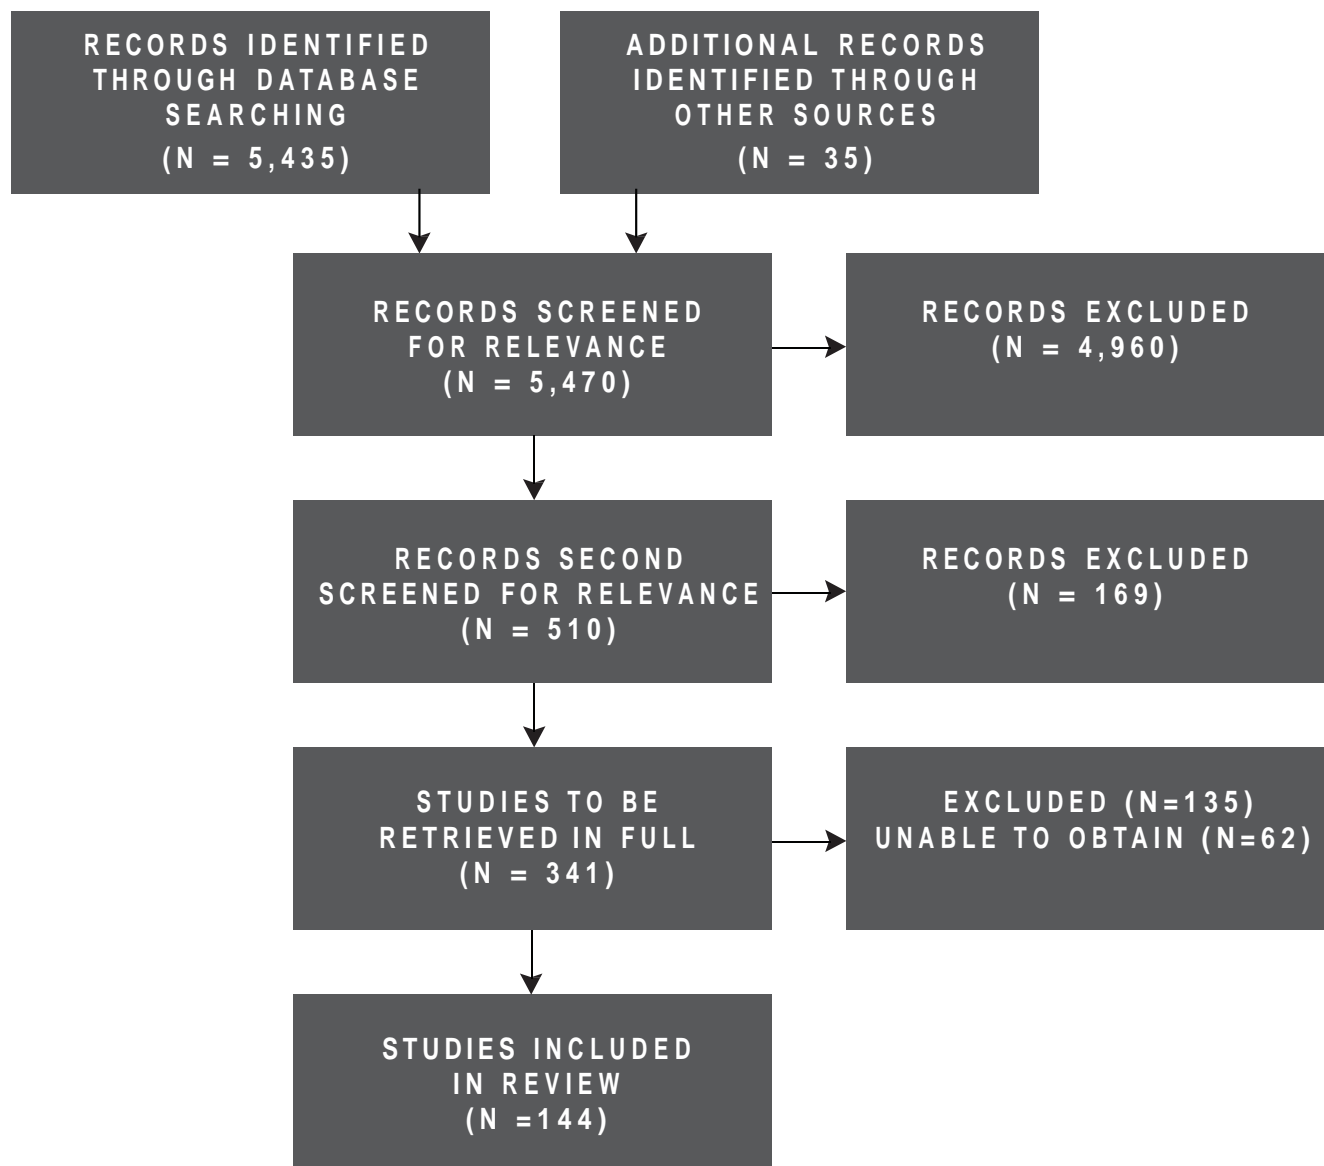 RECORDS IDENTIFIED
THROUGH DATABASE
SEARCHING
(N = 5,435)
ADDITIONAL RECORDS
IDENTIFIED THROUGH
OTHER SOURCES
(N = 35)
RECORDS SCREENED
FOR RELEVANCE
(N = 5,470)
RECORDS EXCLUDED
(N = 4,960)
RECORDS SECOND
SCREENED FOR RELEVANCE
(N = 510)
RECORDS EXCLUDED
(N = 169)
STUDIES TO BE
RETRIEVED IN FULL
(N = 341)
EXCLUDED (N=135)
UNABLE TO OBTAIN (N=62)
STUDIES INCLUDED
IN REVIEW
(N =144)